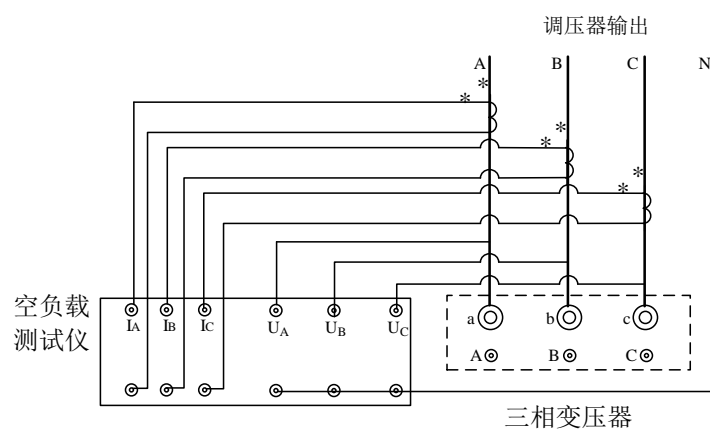 调压器输出
A B C N
* *
* *
* *
空负载
测试仪
IA IB IC UA UB UC
a b c
A B C
三相变压器